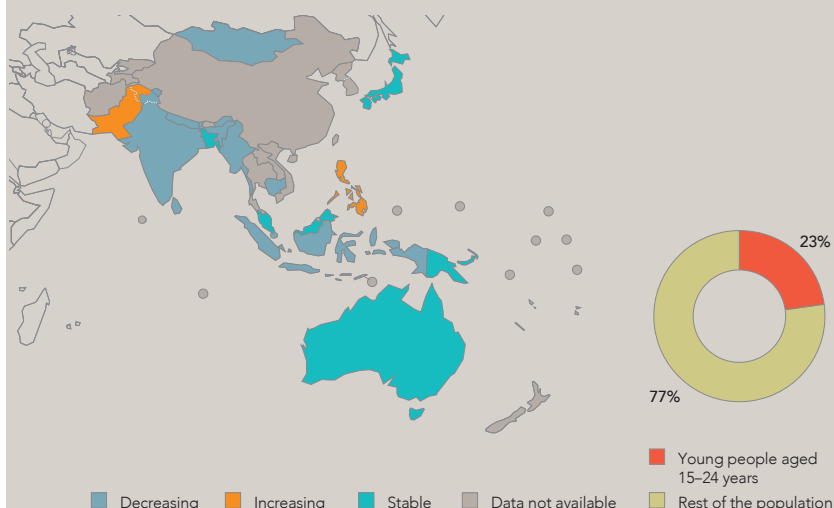 23%
77%
Young people aged
15–24 years
Decreasing
Increasing
Stable
Data not available
Rest of the population